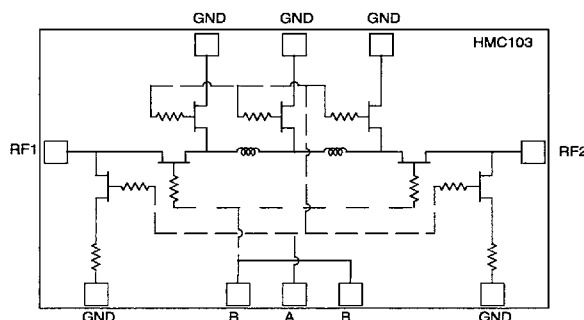 GND GND GND
HMC103
RF1
RF2
GND B A B GND